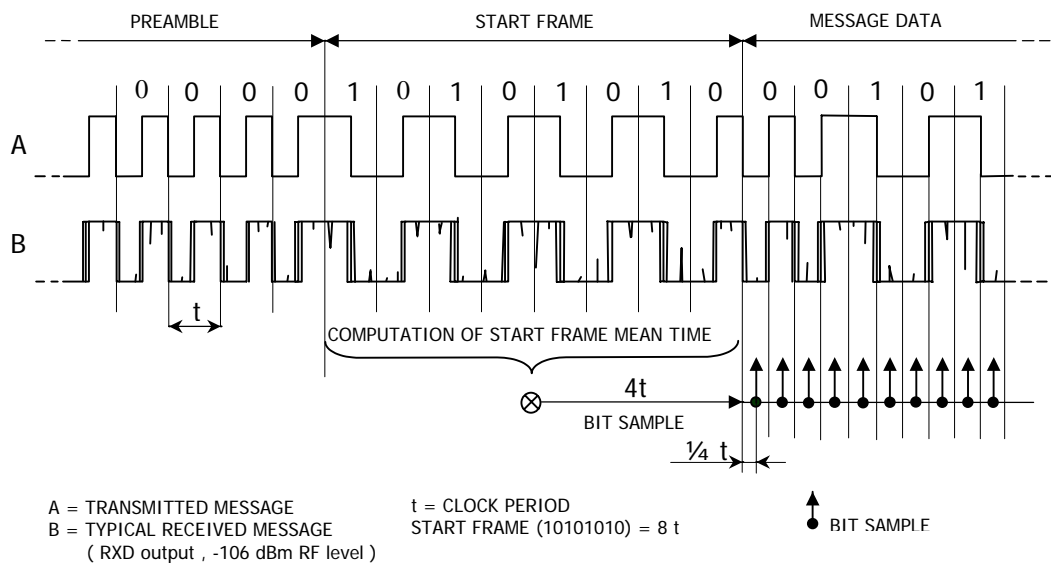 PREAMBLE START FRAME MESSAGE DATA
0 0 0 0 1 0 1 0 1 0 1 0 0 0 1 0 1
A
B
t
COMPUTATION OF START FRAME MEAN TIME
4t
BIT SAMPLE
¼ t
A = TRANSMITTED MESSAGE t = CLOCK PERIOD
B = TYPICAL RECEIVED MESSAGE START FRAME (10101010) = 8 t BIT SAMPLE
( RXD output , -106 dBm RF level )